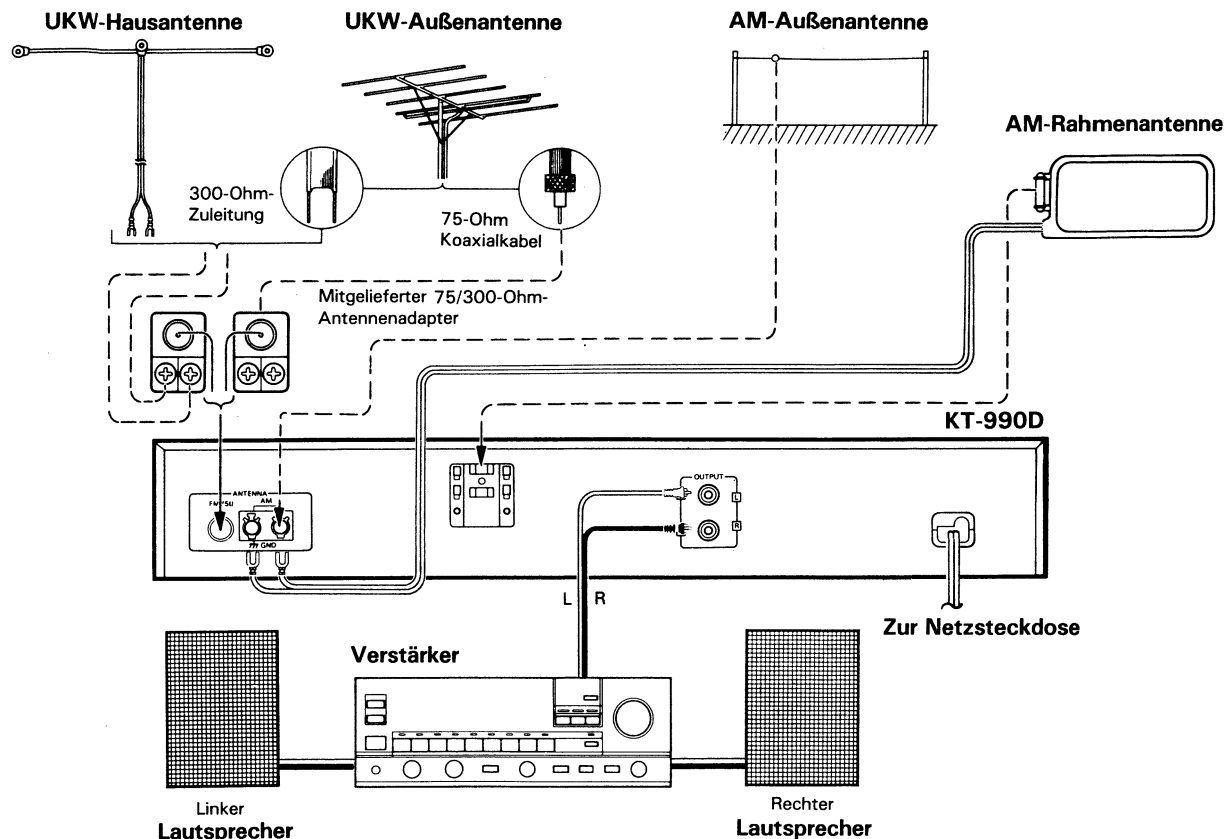 UKW-Hausantenne
UKW-Außenantenne
AM-Außenantenne
AM-Rahmenantenne
300-Ohm-
Zuleitung
75-Ohm
Koaxialkabel
Mitgelieferter 75/300-Ohm-
Antennenadapter
KT-990D
ANTENNA
AM
GND
OUTPUT
L
R
L R
Zur Netzsteckdose
Verstärker
Linker
Lautsprecher
Rechter
Lautsprecher